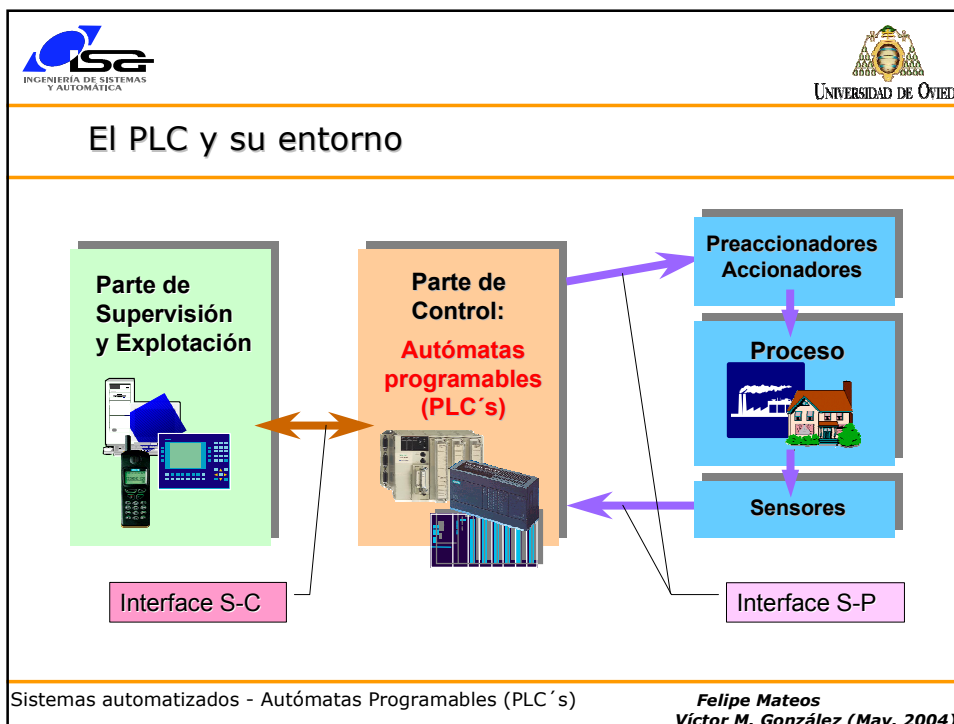 isa
INGENIERÍA DE SISTEMAS
Y AUTOMÁTICA
UNIVERSIDAD DE OVIED
El PLC y su entorno
Parte de
Supervisión
y Explotación
Parte de
Control:
Autómatas
programables
(PLC´s)
Preaccionadores
Accionadores
Proceso
Sensores
Interface S-C
Interface S-P
Sistemas automatizados - Autómatas Programables (PLC´s)
Felipe Mateos
Víctor M. González (May. 2004)